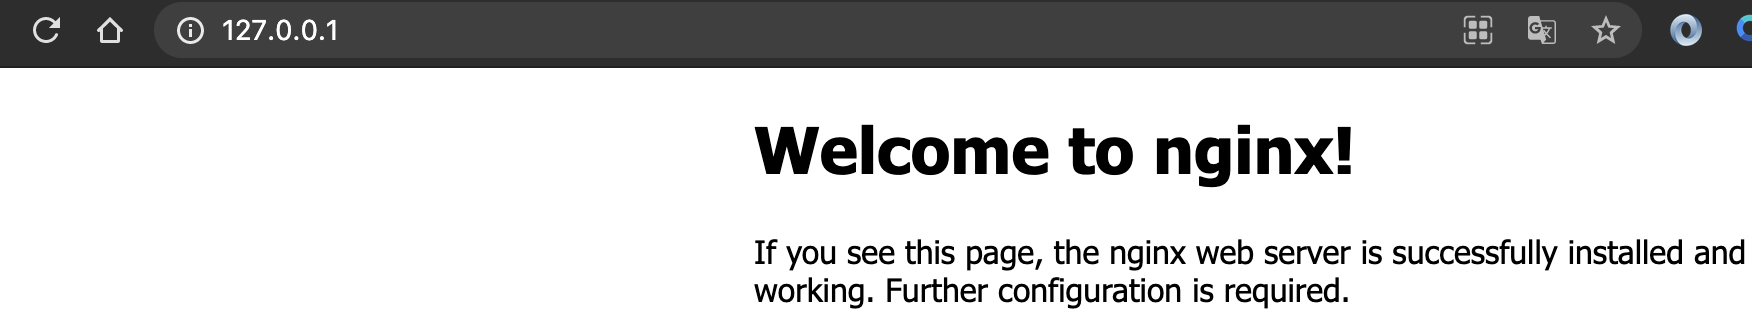 127.0.0.1
Welcome to nginx!
If you see this page, the nginx web server is successfully installed and
working. Further configuration is required.